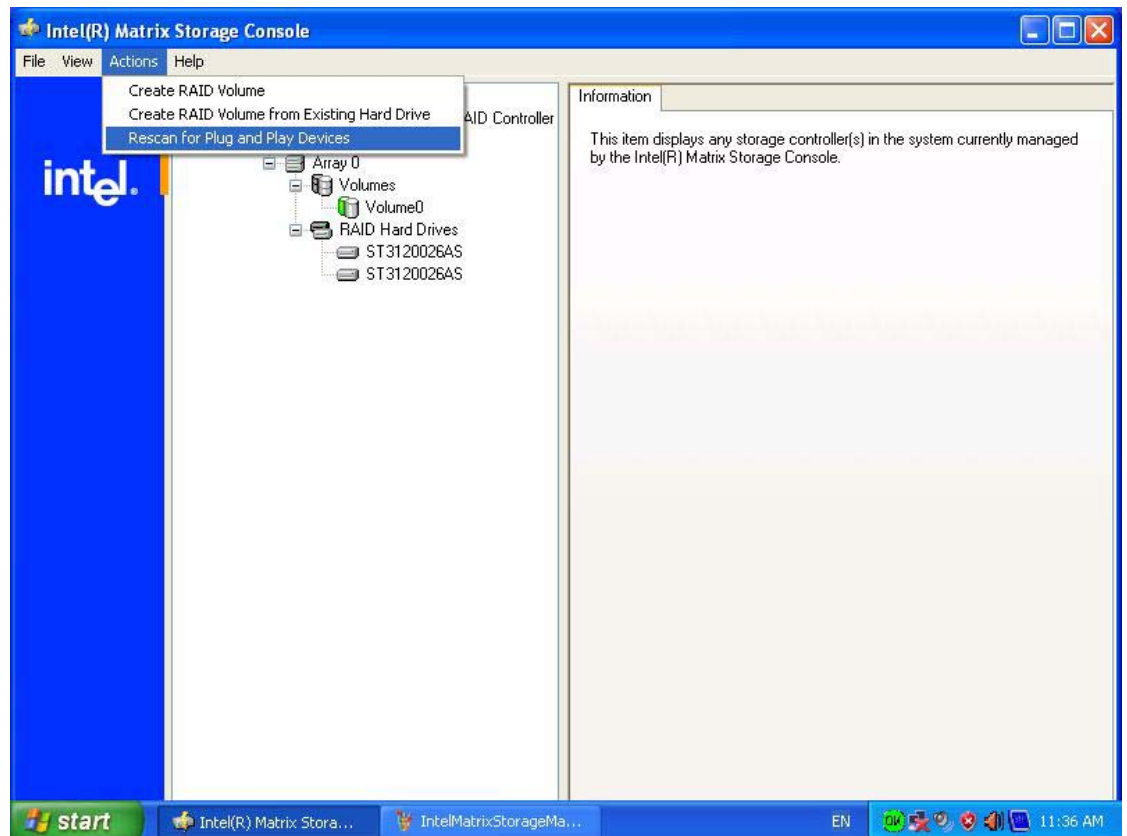 Intel(R) Matrix Storage Console
File View Actions Help
Create RAID Volume
Create RAID Volume from Existing Hard Drive
Rescan for Plug and Play Devices
AID Controller
Array 0
Volumes
Volume0
RAID Hard Drives
ST3120026AS
ST3120026AS
intel.
Information
This item displays any storage controller(s) in the system currently managed
by the Intel(R) Matrix Storage Console.
start
Intel(R) Matrix Stora...
IntelMatrixStorageMa...
EN
OK
11:36 AM